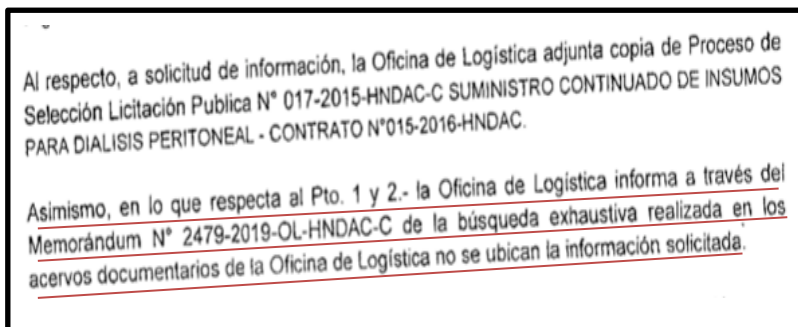 Al respecto, a solicitud de información, la Oficina de Logística adjunta copia de Proceso de
Selección Licitación Publica N° 017-2015-HNDAC-C SUMINISTRO CONTINUADO DE INSUMOS
PARA DIALISIS PERITONEAL - CONTRATO N°015-2016-HNDAC.
Asimismo, en lo que respecta al Pto. 1 y 2.- la Oficina de Logística informa a través del
Memorándum N° 2479-2019-OL-HNDAC-C de la búsqueda exhaustiva realizada en los
acervos documentarios de la Oficina de Logística no se ubican la información solicitada.